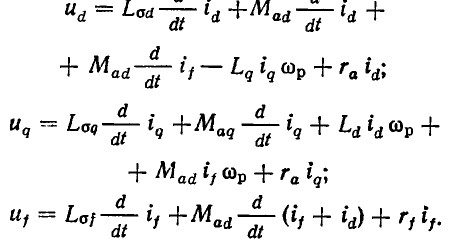 u_d = L_{σd} d/dt i_d + M_{ad} d/dt i_d +
+ M_{ad} d/dt i_f — L_q i_q ω_p + r_a i_d;
u_q = L_{σq} d/dt i_q + M_{aq} d/dt i_q + L_d i_d ω_p +
+ M_{ad} i_f ω_p + r_a i_q;
u_f = L_{σf} d/dt i_f + M_{ad} d/dt (i_f + i_d) + r_f i_f.